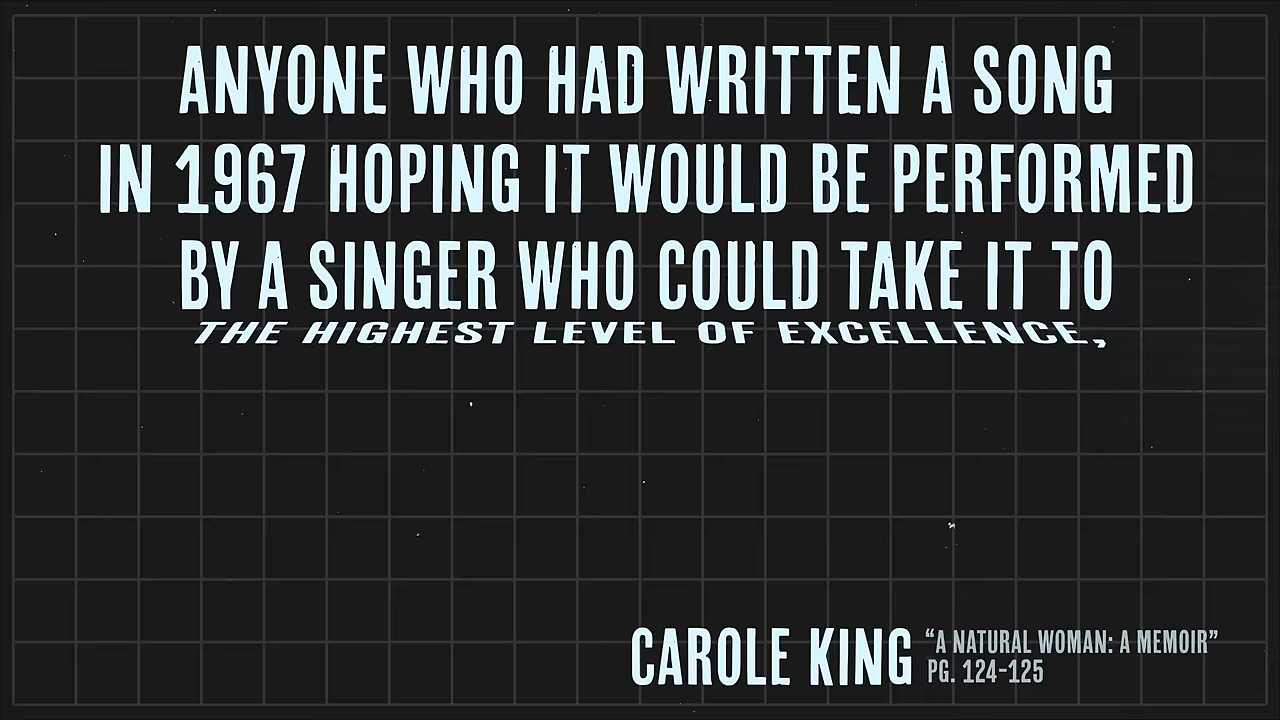 ANYONE WHO HAD WRITTEN A SONG
IN 1967 HOPING IT WOULD BE PERFORMED
BY A SINGER WHO COULD TAKE IT TO
THE HIGHEST LEVEL OF EXCELLENCE,
CAROLE KING
“A NATURAL WOMAN: A MEMOIR”
PG. 124-125